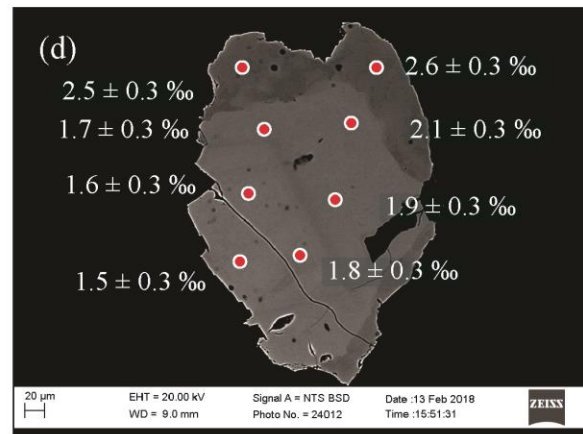 (d)
2.5 ± 0.3 ‰
2.6 ± 0.3 ‰
1.7 ± 0.3 ‰
2.1 ± 0.3 ‰
1.6 ± 0.3 ‰
1.9 ± 0.3 ‰
1.5 ± 0.3 ‰
1.8 ± 0.3 ‰
20 µm
EHT = 20.00 kV
Signal A = NTS BSD
Date :13 Feb 2018
WD = 9.0 mm
Photo No. = 24012
Time :15:51:31
ZEISS